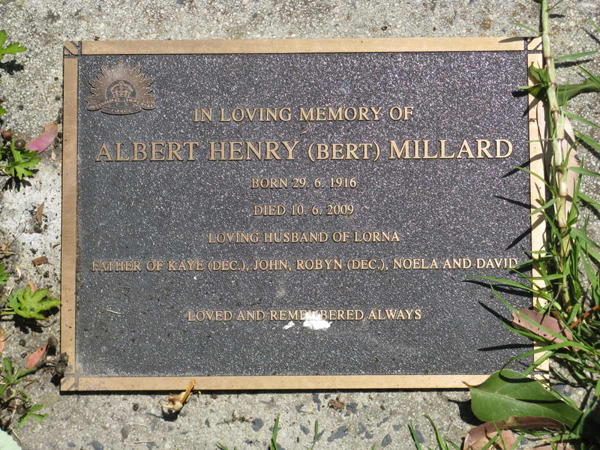 IN LOVING MEMORY OF
ALBERT HENRY (BERT) MILLARD
BORN 29. 6. 1916
DIED 10. 6. 2009
LOVING HUSBAND OF LORNA
FATHER OF KAYE (DEC.), JOHN, ROBYN (DEC.), NOELA AND DAVID
LOVED AND REMEMBERED ALWAYS